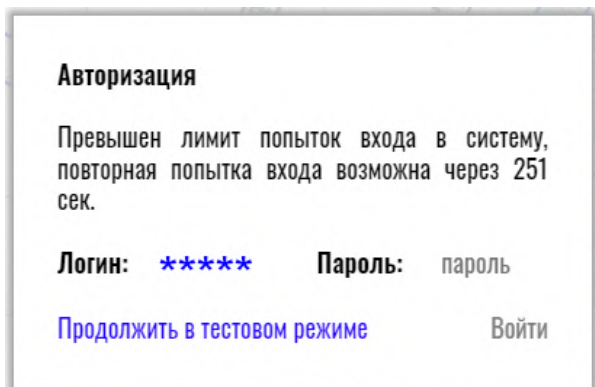 Авторизация
Превышен лимит попыток входа в систему,
повторная попытка входа возможна через 251
сек.
Логин: ***** Пароль: пароль
Продолжить в тестовом режиме Войти